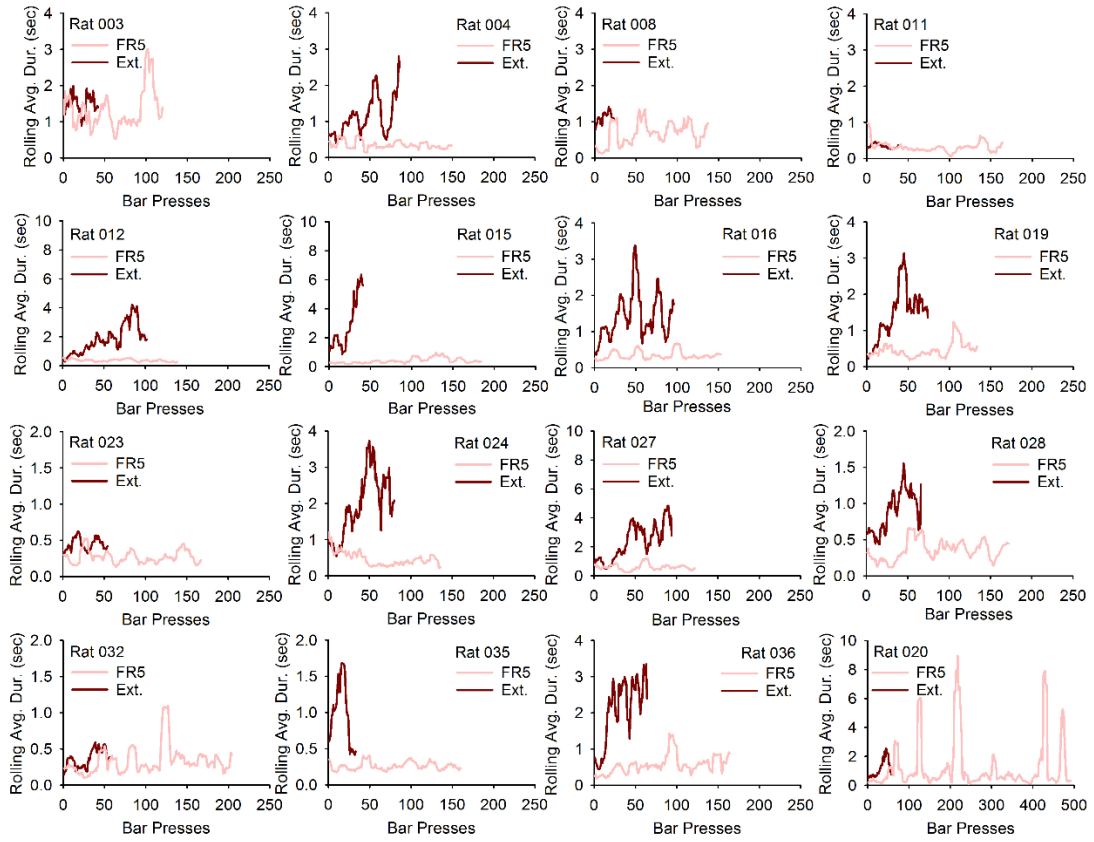 Rat 003
FR5
Ext.
Rolling Avg. Dur. (sec)
4
3
2
1
0
0 50 100 150 200 250
Bar Presses
Rat 004
FR5
Ext.
Rolling Avg. Dur. (sec)
4
3
2
1
0
0 50 100 150 200 250
Bar Presses
Rat 008
FR5
Ext.
Rolling Avg. Dur. (sec)
4
3
2
1
0
0 50 100 150 200 250
Bar Presses
Rat 011
FR5
Ext.
Rolling Avg. Dur. (sec)
4
3
2
1
0
0 50 100 150 200 250
Bar Presses
Rat 012
FR5
Ext.
Rolling Avg. Dur. (sec)
10
8
6
4
2
0
0 50 100 150 200 250
Bar Presses
Rat 015
FR5
Ext.
Rolling Avg. Dur. (sec)
10
8
6
4
2
0
0 50 100 150 200 250
Bar Presses
Rat 016
FR5
Ext.
Rolling Avg. Dur. (sec)
4
3
2
1
0
0 50 100 150 200 250
Bar Presses
Rat 019
FR5
Ext.
Rolling Avg. Dur. (sec)
4
3
2
1
0
0 50 100 150 200 250
Bar Presses
Rat 023
FR5
Ext.
Rolling Avg. Dur. (sec)
2.0
1.5
1.0
0.5
0.0
0 50 100 150 200 250
Bar Presses
Rat 024
FR5
Ext.
Rolling Avg. Dur. (sec)
4
3
2
1
0
0 50 100 150 200 250
Bar Presses
Rat 027
FR5
Ext.
Rolling Avg. Dur. (sec)
10
8
6
4
2
0
0 50 100 150 200 250
Bar Presses
Rat 028
FR5
Ext.
Rolling Avg. Dur. (sec)
2.0
1.5
1.0
0.5
0.0
0 50 100 150 200 250
Bar Presses
Rat 032
FR5
Ext.
Rolling Avg. Dur. (sec)
2.0
1.5
1.0
0.5
0.0
0 50 100 150 200 250
Bar Presses
Rat 035
FR5
Ext.
Rolling Avg. Dur. (sec)
2.0
1.5
1.0
0.5
0.0
0 50 100 150 200 250
Bar Presses
Rat 036
FR5
Ext.
Rolling Avg. Dur. (sec)
4
3
2
1
0
0 50 100 150 200 250
Bar Presses
Rat 020
FR5
Ext.
Rolling Avg. Dur. (sec)
10
8
6
4
2
0
0 100 200 300 400 500
Bar Presses